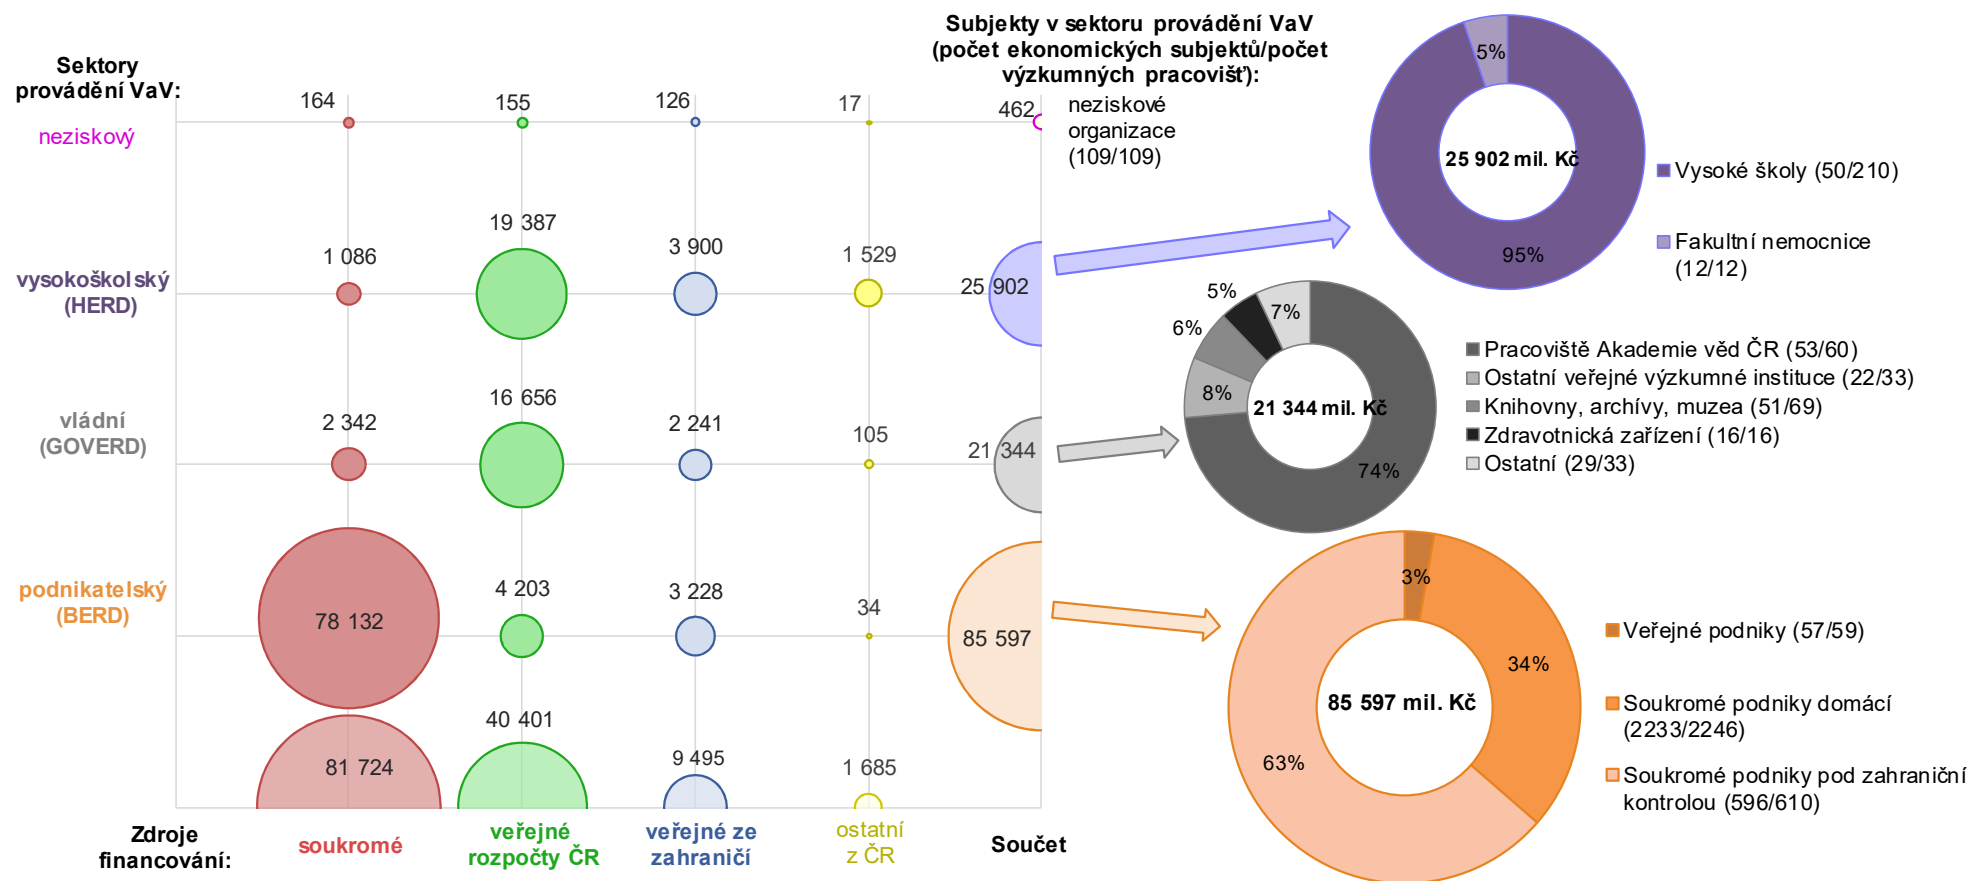 Subjekty v sektoru provádění VaV
(počet ekonomických subjektů/počet
výzkumných pracovišť):
Sektory
provádění VaV:
164
155
126
17
462
neziskové
organizace
(109/109)
neziskový
5%
25 902 mil. Kč
95%
Vysoké školy (50/210)
Fakultní nemocnice
(12/12)
vysokoškolský
(HERD)
1 086
19 387
3 900
1 529
25 902
5%
7%
6%
8%
21 344 mil. Kč
74%
Pracoviště Akademie věd ČR (53/60)
Ostatní veřejné výzkumné instituce (22/33)
Knihovny, archívy, muzea (51/69)
Zdravotnická zařízení (16/16)
Ostatní (29/33)
vládní
(GOVERD)
2 342
16 656
2 241
105
21 344
podnikatelský
(BERD)
78 132
4 203
3 228
34
85 597
3%
34%
85 597 mil. Kč
63%
Veřejné podniky (57/59)
Soukromé podniky domácí
(2233/2246)
Soukromé podniky pod zahraniční
kontrolou (596/610)
81 724
40 401
9 495
1 685
Zdroje
financování:
soukromé
veřejné
rozpočty ČR
veřejné ze
zahraničí
ostatní
z ČR
Součet